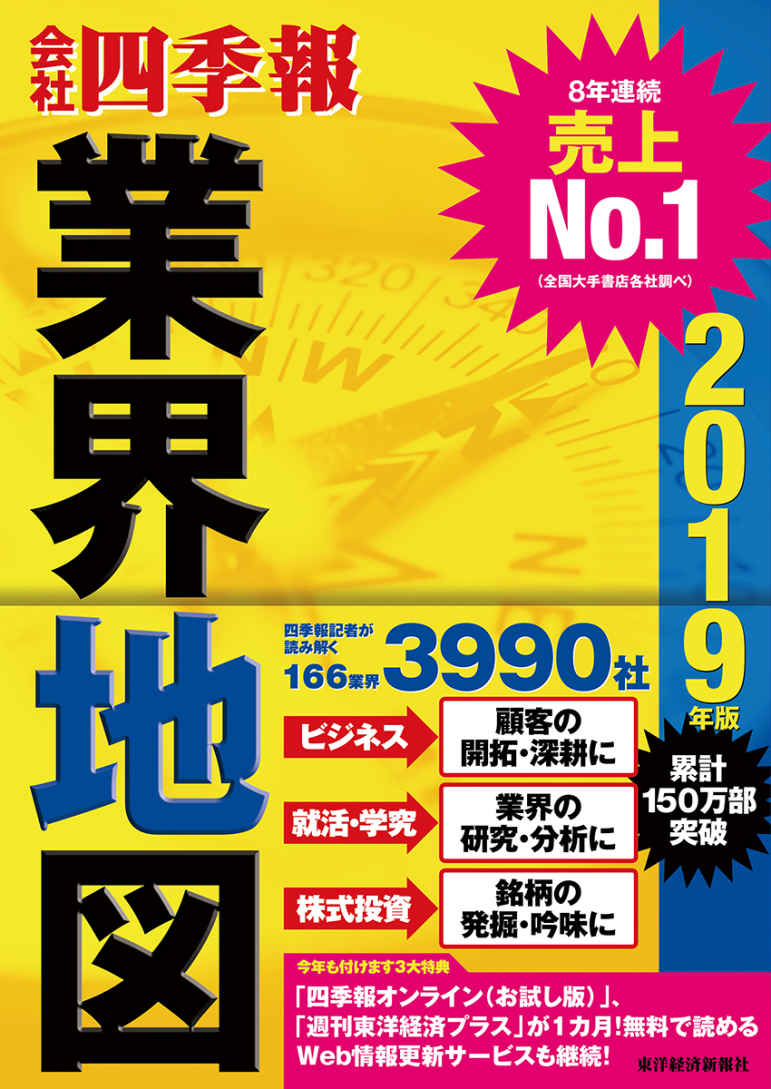 会社四季報
業界地図
8年連続
売上
No.1
(全国大手書店各社調べ)
2019年版
320
340
0
N
W
N
NE
四季報記者が
読み解く
166業界3990社
ビジネス
顧客の
開拓・深耕に
就活・学究
業界の
研究・分析に
株式投資
銘柄の
発掘・吟味に
累計
150万部
突破
今年も付けます3大特典
「四季報オンライン(お試し版)」、
「週刊東洋経済プラス」が1カ月!無料で読める
Web情報更新サービスも継続!
東洋経済新報社